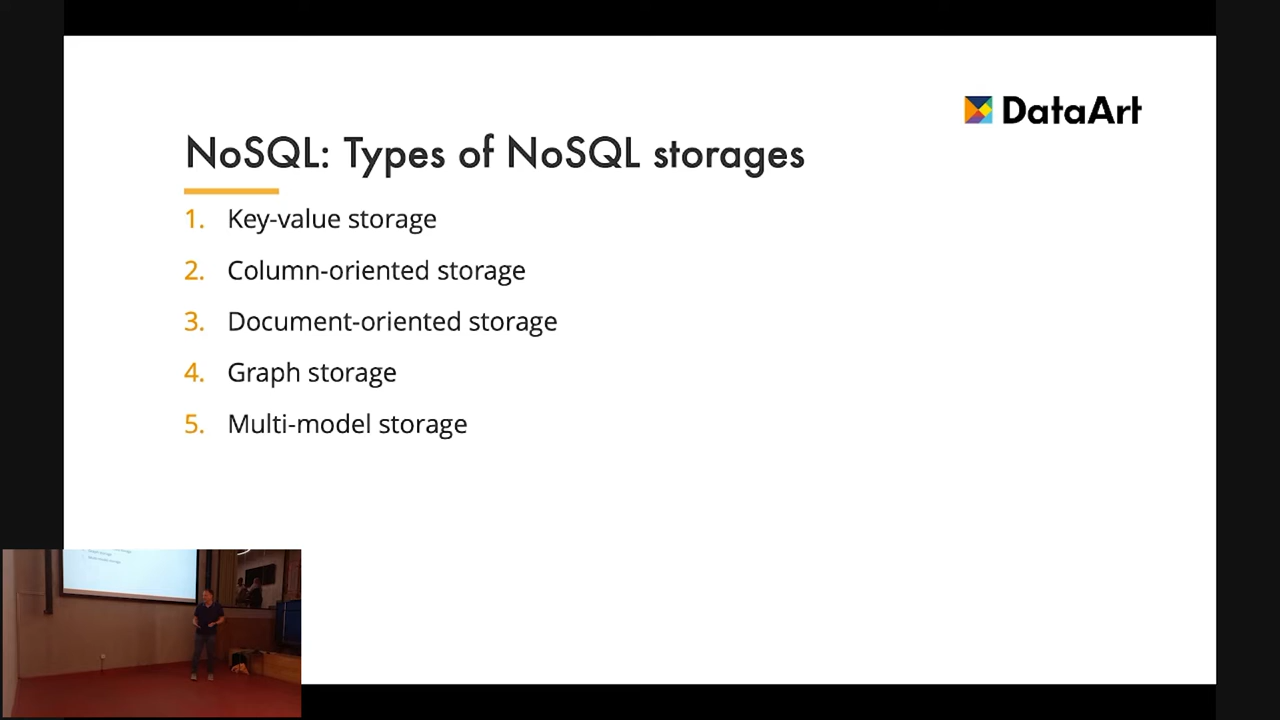 DataArt
NoSQL: Types of NoSQL storages
1. Key-value storage
2. Column-oriented storage
3. Document-oriented storage
4. Graph storage
5. Multi-model storage